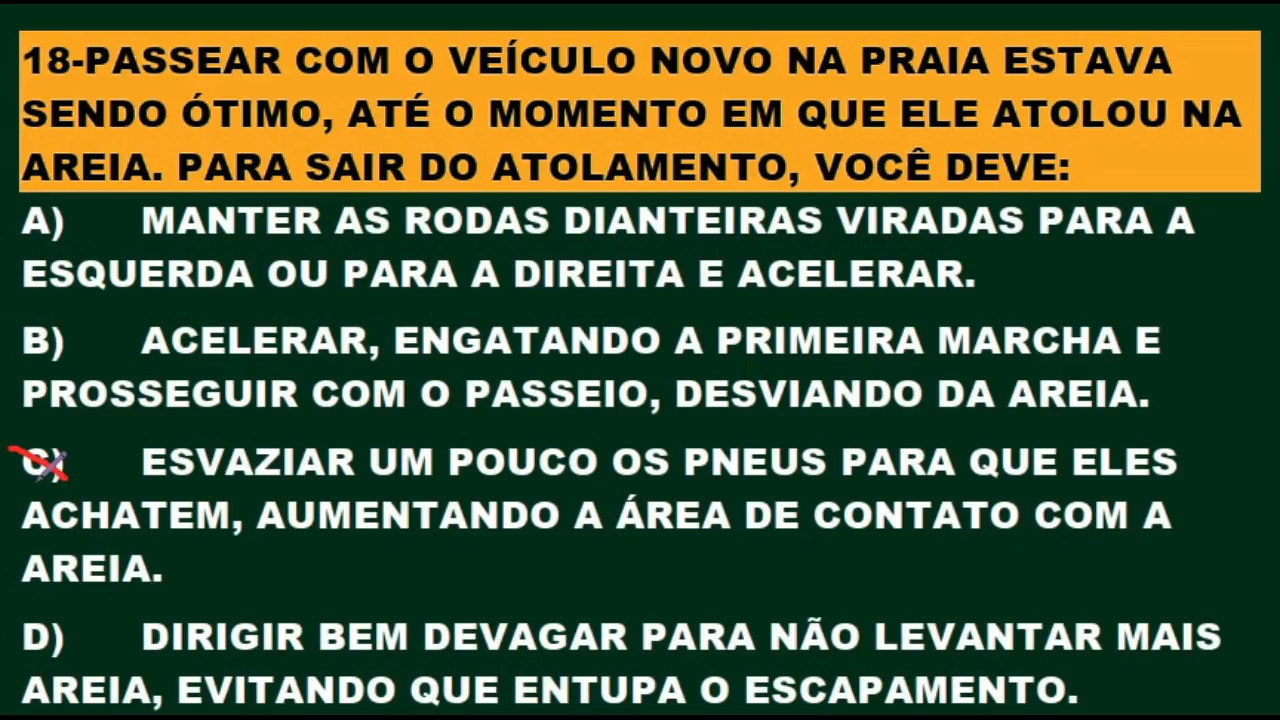 18-PASSEAR COM O VEÍCULO NOVO NA PRAIA ESTAVA
SENDO ÓTIMO, ATÉ O MOMENTO EM QUE ELE ATOLOU NA
AREIA. PARA SAIR DO ATOLAMENTO, VOCÊ DEVE:
A) MANTER AS RODAS DIANTEIRAS VIRADAS PARA A
ESQUERDA OU PARA A DIREITA E ACELERAR.
B) ACELERAR, ENGATANDO A PRIMEIRA MARCHA E
PROSSEGUIR COM O PASSEIO, DESVIANDO DA AREIA.
C) ESVAZIAR UM POUCO OS PNEUS PARA QUE ELES
ACHATEM, AUMENTANDO A ÁREA DE CONTATO COM A
AREIA.
D) DIRIGIR BEM DEVAGAR PARA NÃO LEVANTAR MAIS
AREIA, EVITANDO QUE ENTUPA O ESCAPAMENTO.